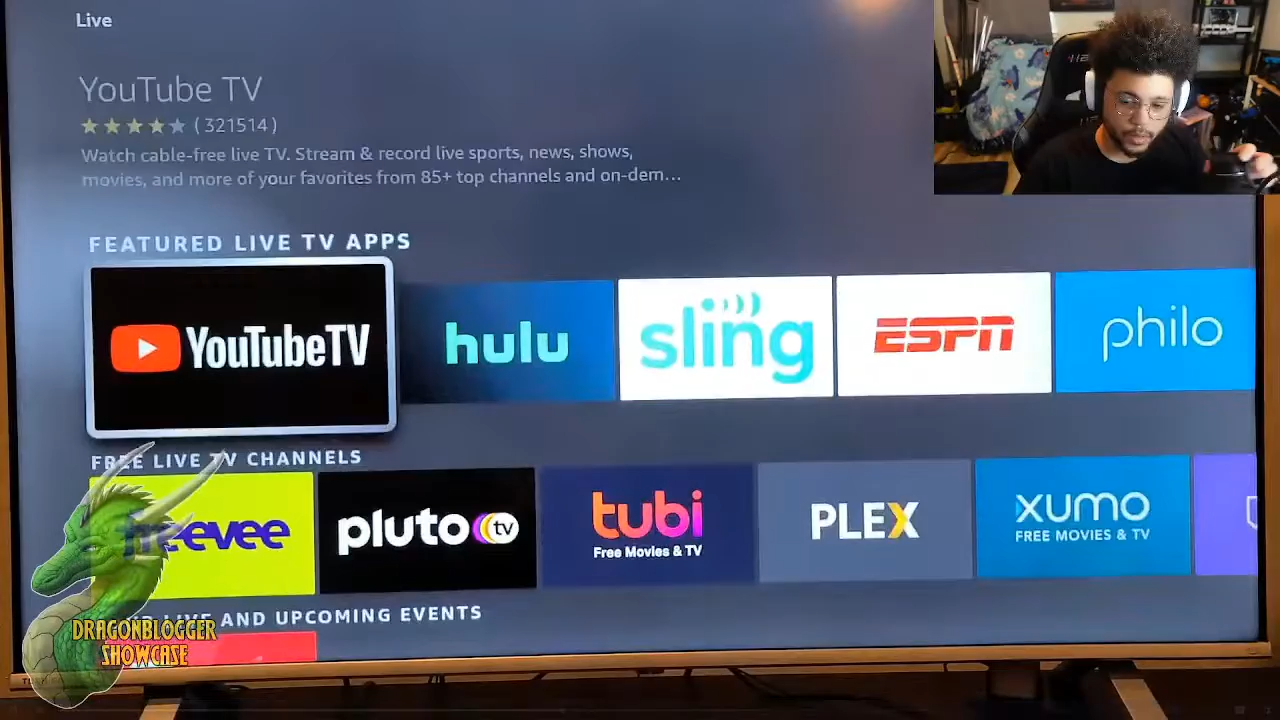 Live
YouTube TV
(321514)
Watch cable-free live TV. Stream & record live sports, news, shows,
movies, and more of your favorites from 85+ top channels and on-dem...
FEATURED LIVE TV APPS
YouTubeTV
hulu
sling
ESPN
philo
FREE LIVE TV CHANNELS
freevee
pluto tv
tubi
Free Movies & TV
PLEX
xumo
FREE MOVIES & TV
LIVE AND UPCOMING EVENTS
DRAGONBLOGGER
SHOWCASE